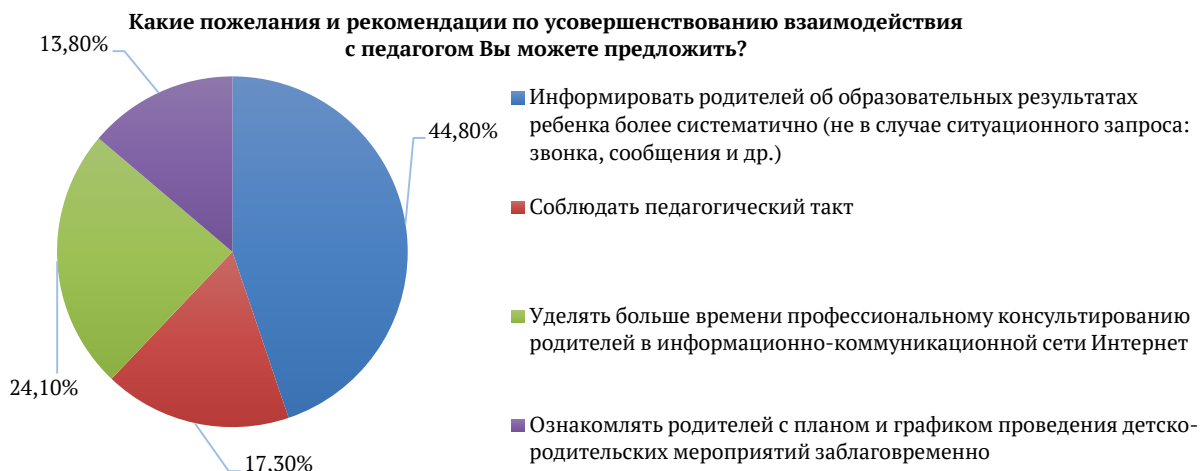 Какие пожелания и рекомендации по усовершенствованию взаимодействия
с педагогом Вы можете предложить?
13,80%
44,80%
24,10%
17,30%
Информировать родителей об образовательных результатах
ребенка более систематично (не в случае ситуационного запроса:
звонка, сообщения и др.)
Соблюдать педагогический такт
Уделять больше времени профессиональному консультированию
родителей в информационно-коммуникационной сети Интернет
Ознакомлять родителей с планом и графиком проведения детско-
родительских мероприятий заблаговременно